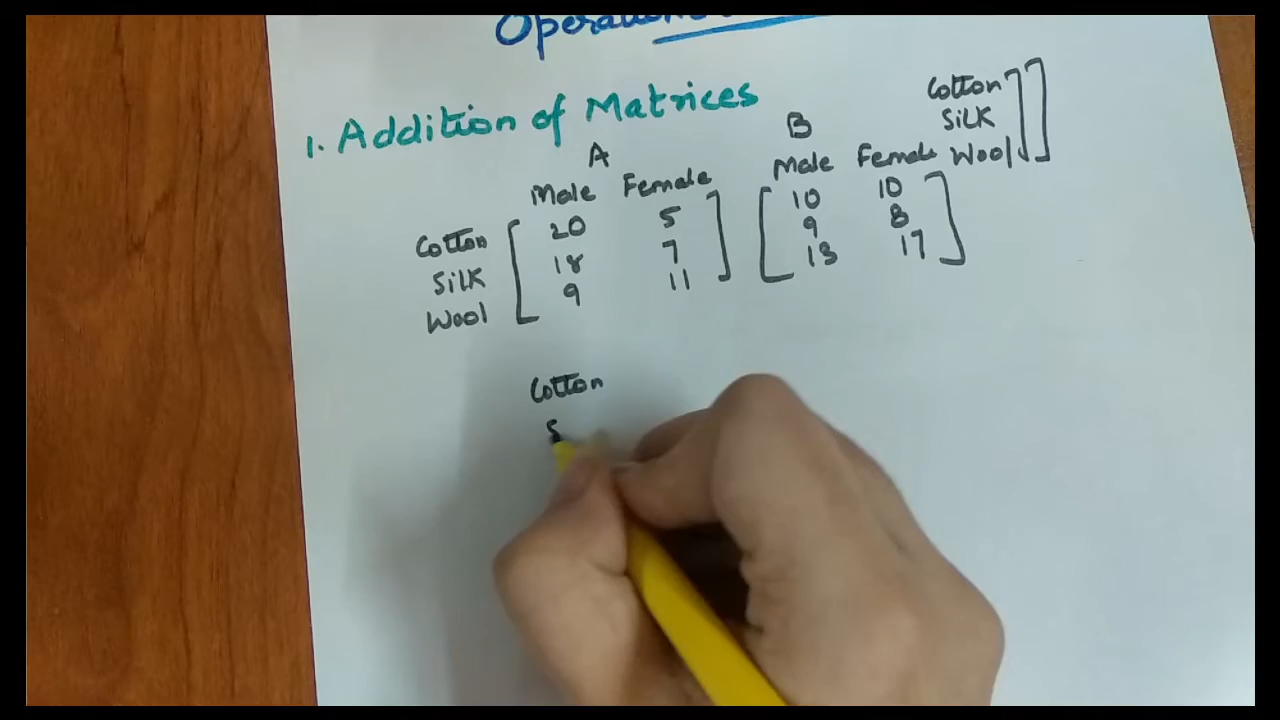 Operations
1. Addition of Matrices
A B Cotton
SilK
Male Female Male Female Wool
Cotton 20 5 10 10
SilK 18 7 9 8
Wool 9 11 13 17
Cotton
S